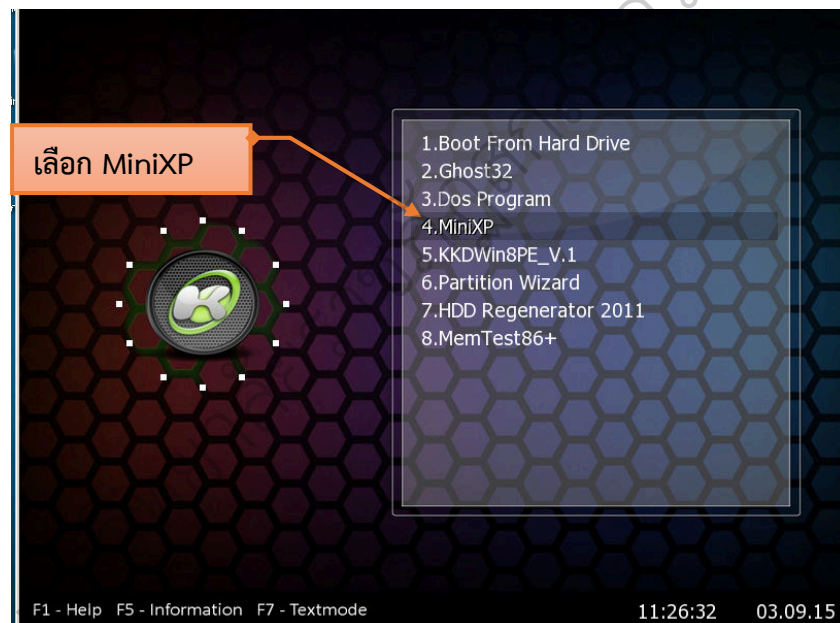 เลือก MiniXP
1.Boot From Hard Drive
2.Ghost32
3.Dos Program
4.MiniXP
5.KKDWin8PE_V.1
6.Partition Wizard
7.HDD Regenerator 2011
8.MemTest86+
F1 - Help F5 - Information F7 - Textmode
11:26:32 03.09.15